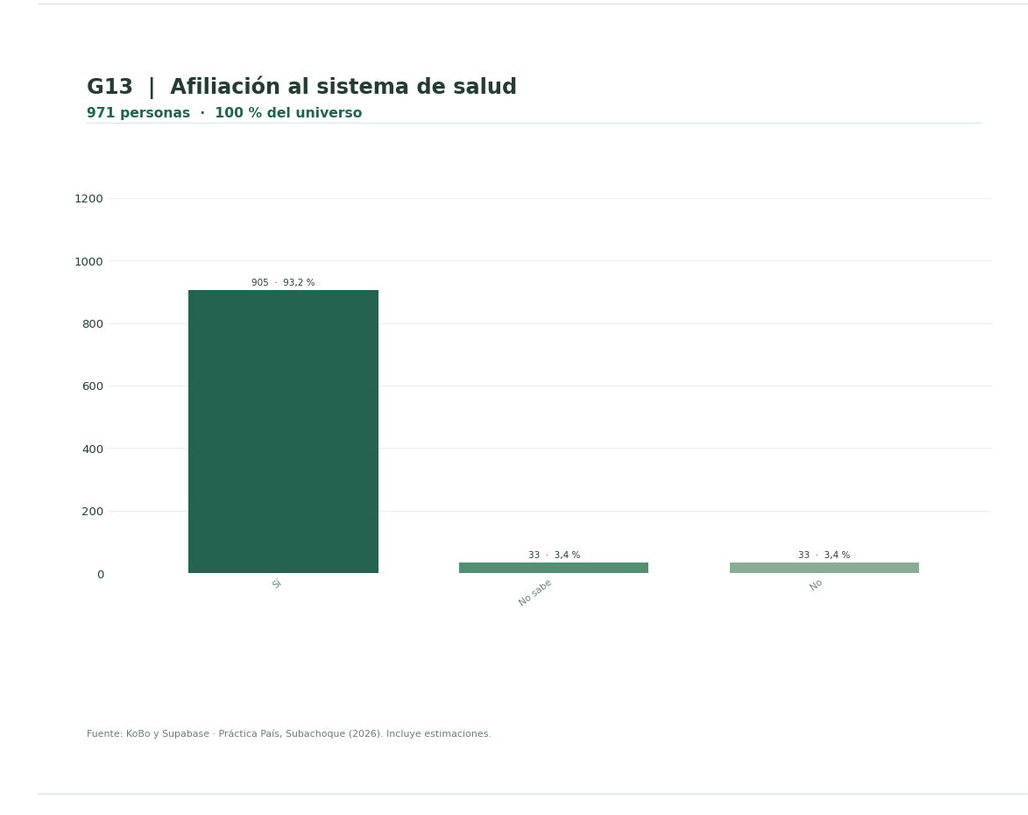 G13 | Afiliación al sistema de salud
971 personas · 100 % del universo
1200
1000
800
600
400
200
0
905 · 93,2 %
33 · 3,4 %
33 · 3,4 %
Sí
No sabe
No
Fuente: KoBo y Supabase · Práctica País, Subachoque (2026). Incluye estimaciones.